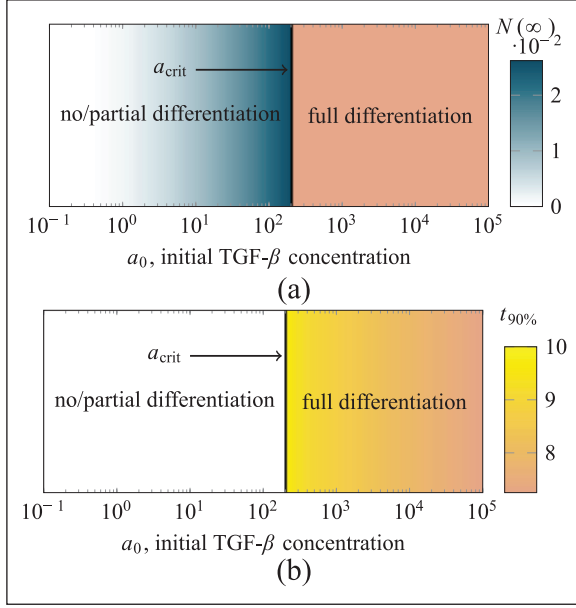 N(∞)
·10⁻²
a_crit
no/partial differentiation
full differentiation
2
1
0
10⁻¹ 10⁰ 10¹ 10² 10³ 10⁴ 10⁵
a₀, initial TGF-β concentration
(a)
t₉₀%
a_crit
no/partial differentiation
full differentiation
10
9
8
10⁻¹ 10⁰ 10¹ 10² 10³ 10⁴ 10⁵
a₀, initial TGF-β concentration
(b)